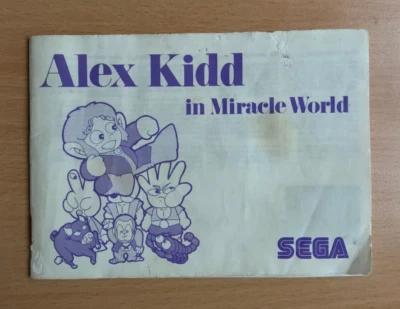 Alex Kidd
in Miracle World
SEGA